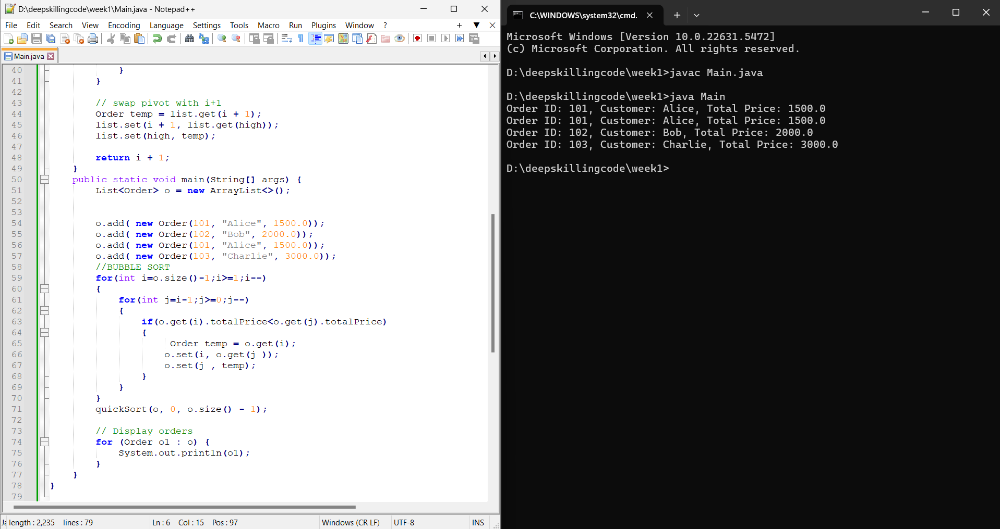 D:\deepskillingcode\week1\Main.java - Notepad++
File Edit Search View Encoding Language Settings Tools Macro Run Plugins Window ?
Main.java
40 }
41 }
42
43 // swap pivot with i+1
44 Order temp = list.get(i + 1);
45 list.set(i + 1, list.get(high));
46 list.set(high, temp);
47
48 return i + 1;
49 }
50 public static void main(String[] args) {
51 List<Order> o = new ArrayList<>();
52
53
54 o.add( new Order(101, "Alice", 1500.0));
55 o.add( new Order(102, "Bob", 2000.0));
56 o.add( new Order(101, "Alice", 1500.0));
57 o.add( new Order(103, "Charlie", 3000.0));
58 //BUBBLE SORT
59 for(int i=o.size()-1;i>=1;i--)
60 {
61 for(int j=i-1;j>=0;j--)
62 {
63 if(o.get(i).totalPrice<o.get(j).totalPrice)
64 {
65 Order temp = o.get(i);
66 o.set(i, o.get(j ));
67 o.set(j , temp);
68 }
69 }
70 }
71 quickSort(o, 0, o.size() - 1);
72
73 // Display orders
74 for (Order o1 : o) {
75 System.out.println(o1);
76 }
77 }
78 }
79
Ja length : 2,235 lines : 79 Ln : 6 Col : 15 Pos : 97 Windows (CR LF) UTF-8 INS
C:\WINDOWS\system32\cmd.
Microsoft Windows [Version 10.0.22631.5472]
(c) Microsoft Corporation. All rights reserved.
D:\deepskillingcode\week1>javac Main.java
D:\deepskillingcode\week1>java Main
Order ID: 101, Customer: Alice, Total Price: 1500.0
Order ID: 101, Customer: Alice, Total Price: 1500.0
Order ID: 102, Customer: Bob, Total Price: 2000.0
Order ID: 103, Customer: Charlie, Total Price: 3000.0
D:\deepskillingcode\week1>